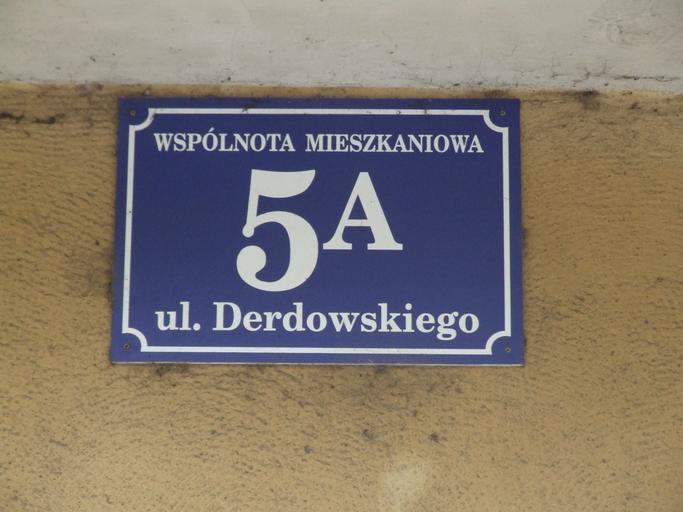 WSPÓLNOTA MIESZKANIOWA
5A
ul. Derdowskiego